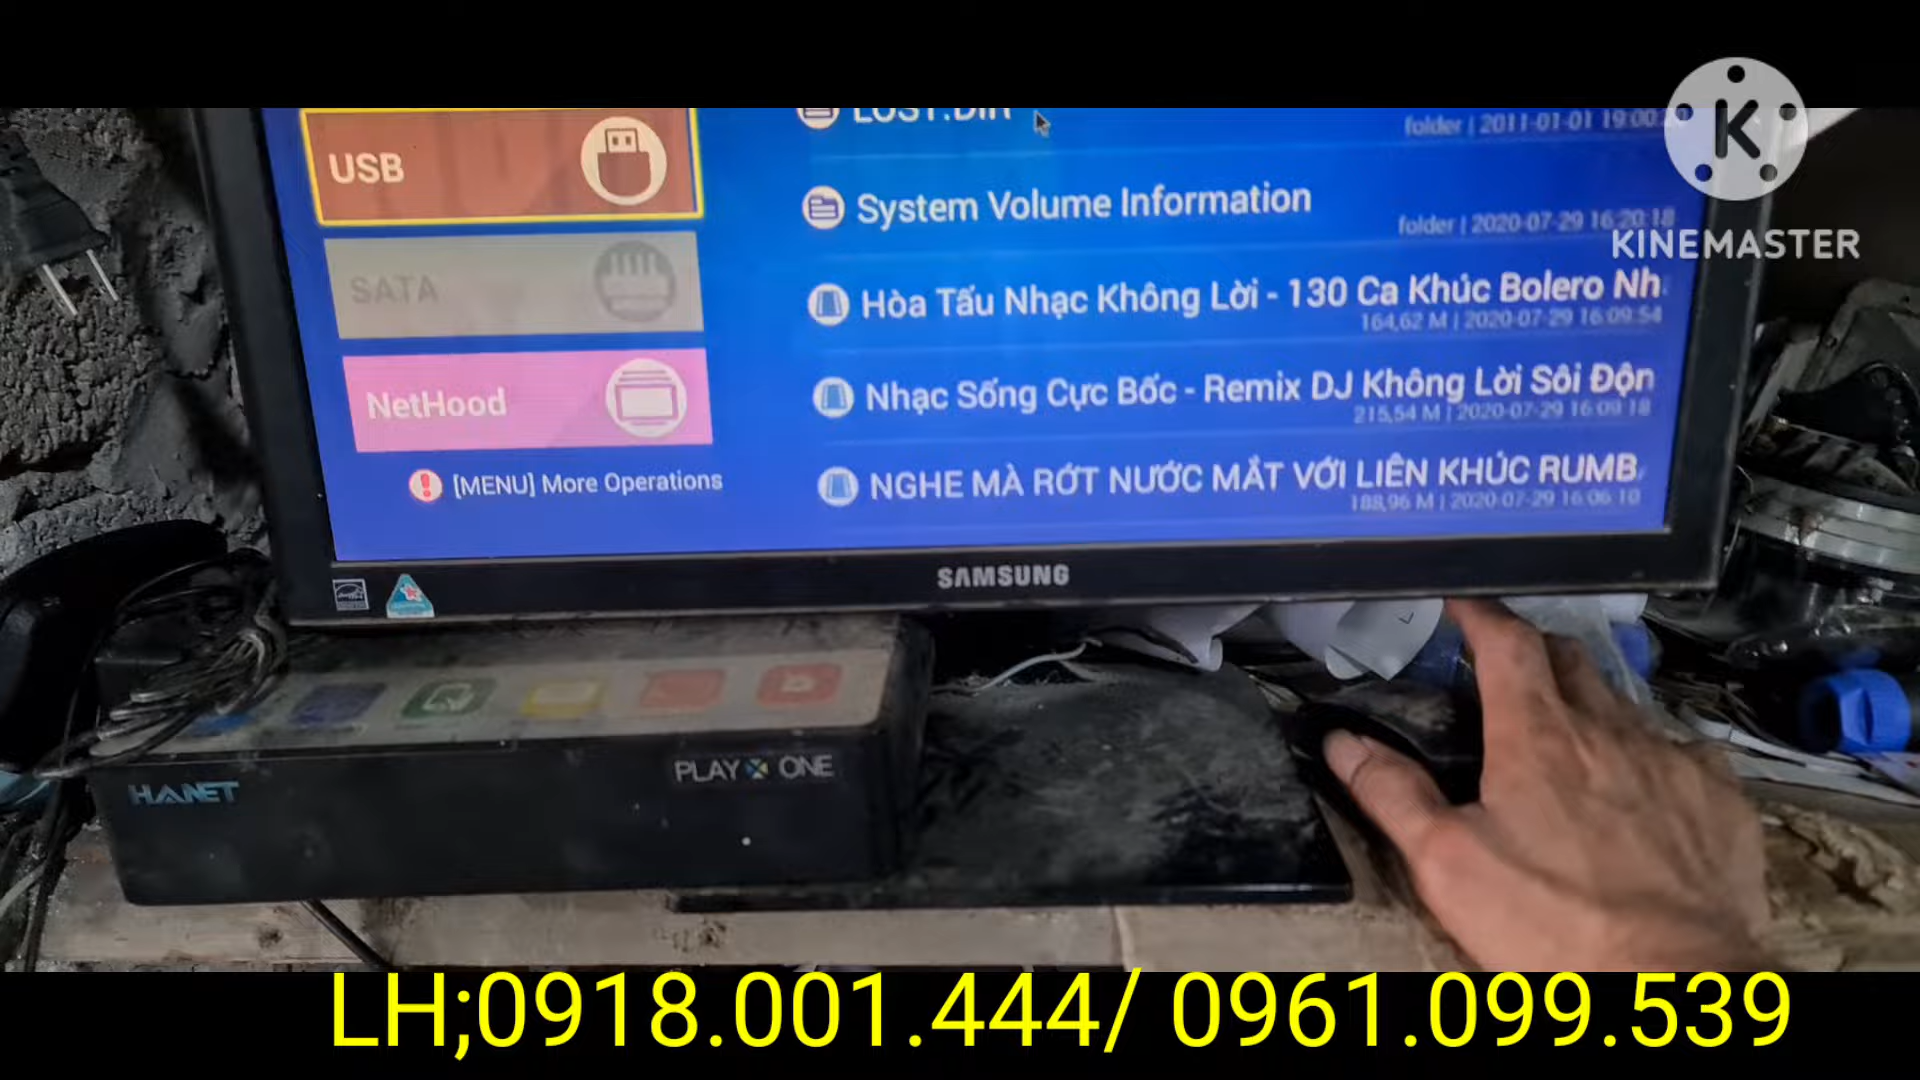 LOST.DIR
folder | 2011-01-01 19:00
USB
System Volume Information
folder | 2020-07-29 16:20:18
KINEMASTER
SATA
Hòa Tấu Nhạc Không Lời - 130 Ca Khúc Bolero Nh
164,62 M | 2020-07-29 16:09:54
NetHood
Nhạc Sống Cực Bốc - Remix DJ Không Lời Sôi Độn
215,54 M | 2020-07-29 16:09:18
[MENU] More Operations
NGHE MÀ RỚT NƯỚC MẮT VỚI LIÊN KHÚC RUMB
188,96 M | 2020-07-29 16:06:10
SAMSUNG
HANET
PLAY X ONE
LH;0918.001.444/ 0961.099.539